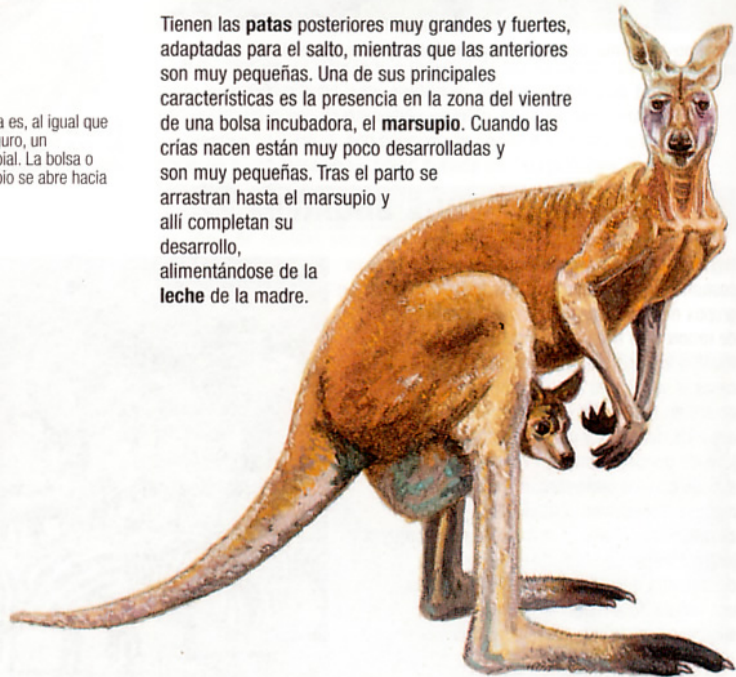 a es, al igual que
guro, un
pial. La bolsa o
pio se abre hacia
Tienen las patas posteriores muy grandes y fuertes,
adaptadas para el salto, mientras que las anteriores
son muy pequeñas. Una de sus principales
características es la presencia en la zona del vientre
de una bolsa incubadora, el marsupio. Cuando las
crías nacen están muy poco desarrolladas y
son muy pequeñas. Tras el parto se
arrastran hasta el marsupio y
allí completan su
desarrollo,
alimentándose de la
leche de la madre.